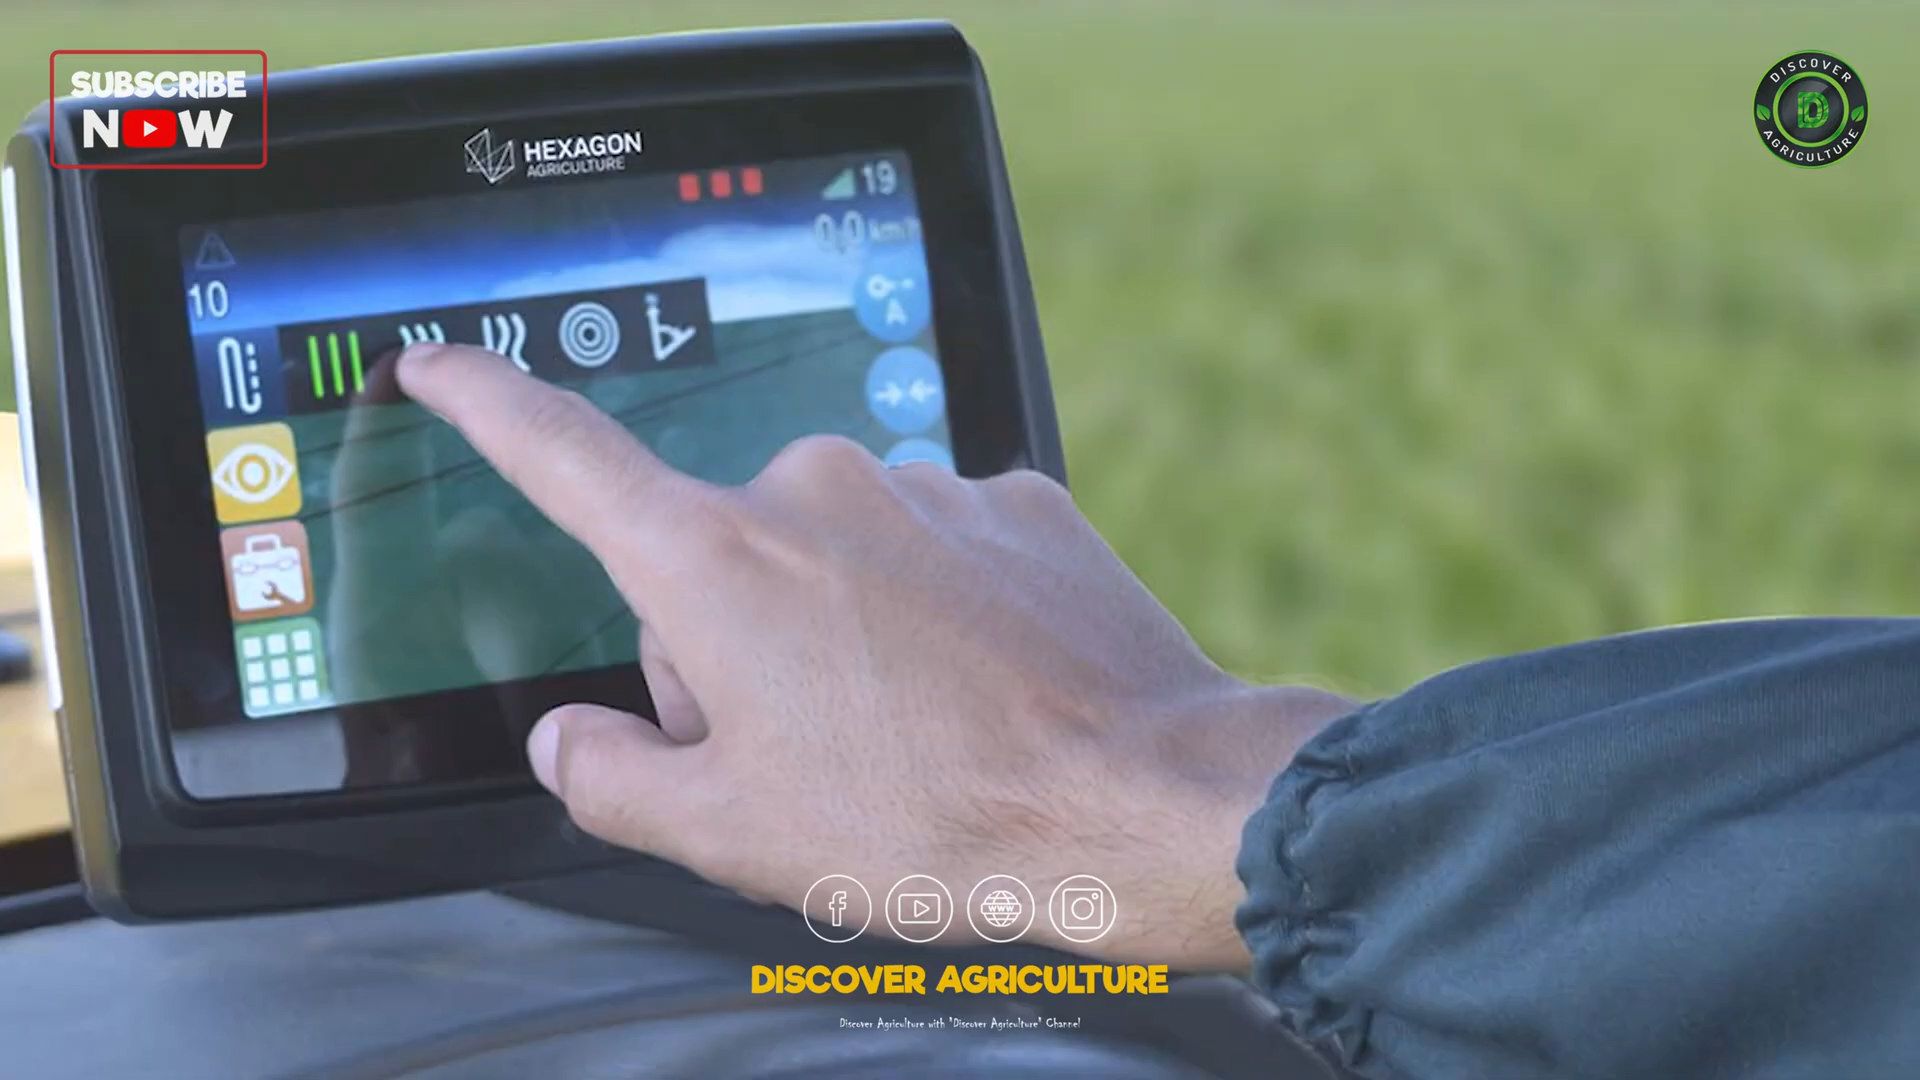 SUBSCRIBE
NOW
DISCOVER
D
AGRICULTURE
HEXAGON
AGRICULTURE
19
0,0 km/h
10
A
WWW
DISCOVER AGRICULTURE
Discover Agriculture with "Discover Agriculture" Channel